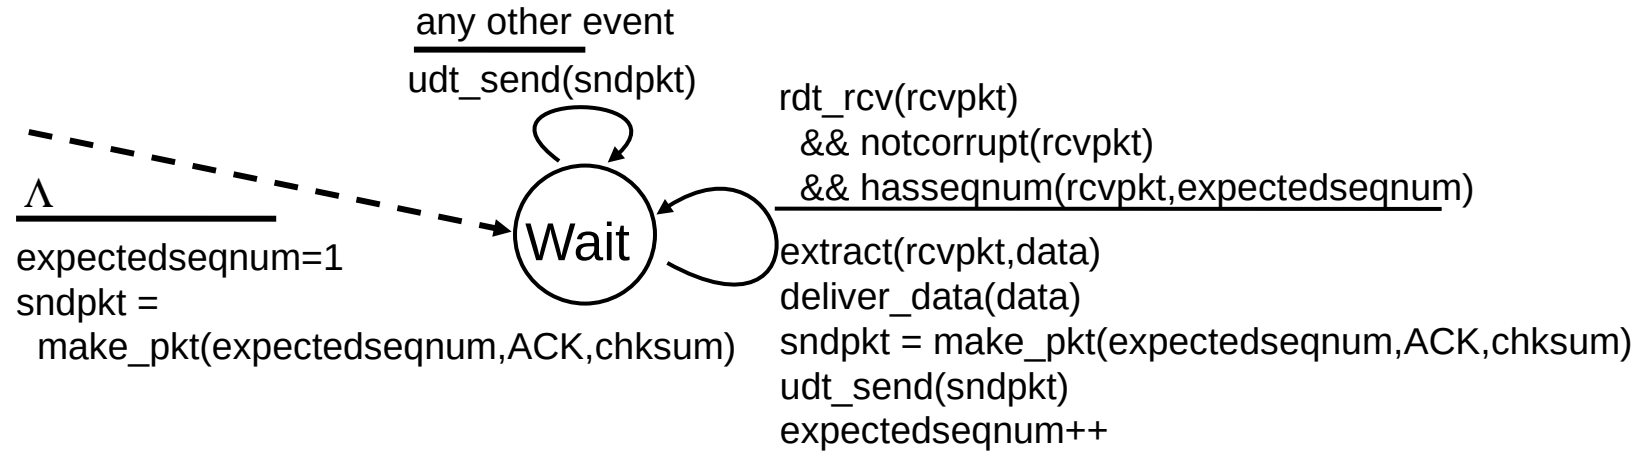 any other event
udt_send(sndpkt)
Λ
expectedseqnum=1
sndpkt =
make_pkt(expectedseqnum,ACK,chksum)
Wait
rdt_rcv(rcvpkt)
&& notcorrupt(rcvpkt)
&& hasseqnum(rcvpkt,expectedseqnum)
extract(rcvpkt,data)
deliver_data(data)
sndpkt = make_pkt(expectedseqnum,ACK,chksum)
udt_send(sndpkt)
expectedseqnum++